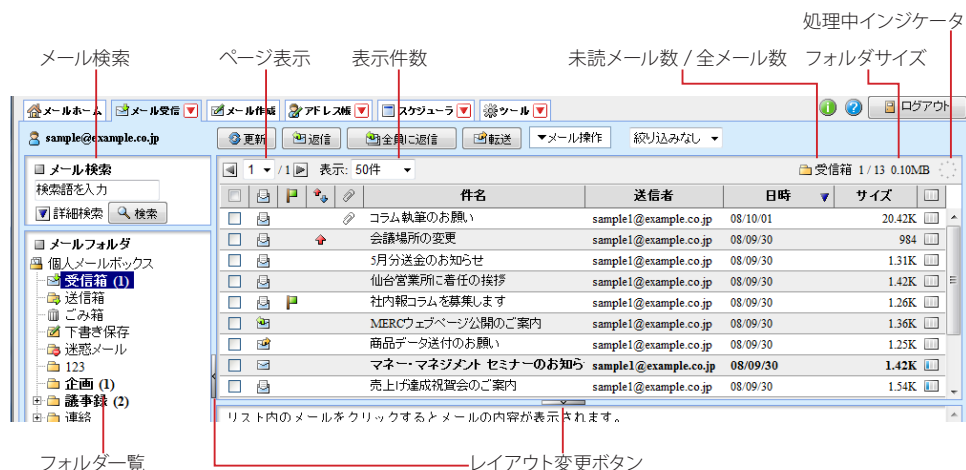 処理中インジケータ
メール検索 ページ表示 表示件数 未読メール数 / 全メール数 フォルダサイズ
メールホーム メール受信 メール作成 アドレス帳 スケジューラ ツール ログアウト
sample@example.co.jp 更新 返信 全員に返信 転送 ▼メール操作 絞り込みなし
メール検索 1 / 1 表示: 50件 受信箱 1 / 13 0.10MB
検索語を入力
詳細検索 検索
件名 送信者 日時 サイズ
コラム執筆のお願い sample1@example.co.jp 08/10/01 20.42K
会議場所の変更 sample1@example.co.jp 08/09/30 984
5月分送金のお知らせ sample1@example.co.jp 08/09/30 1.31K
仙台営業所に着任の挨拶 sample1@example.co.jp 08/09/30 1.42K
社内報コラムを募集します sample1@example.co.jp 08/09/30 1.26K
MERCウェブページ公開のご案内 sample1@example.co.jp 08/09/30 1.36K
商品データ送付のお願い sample1@example.co.jp 08/09/30 1.25K
マネー・マネジメント セミナーのお知ら sample1@example.co.jp 08/09/30 1.42K
売上げ達成祝賀会のご案内 sample1@example.co.jp 08/09/30 1.54K
メールフォルダ
個人メールボックス
受信箱 (1)
送信箱
ごみ箱
下書き保存
迷惑メール
123
企画 (1)
議事録 (2)
連絡
リスト内のメールをクリックするとメールの内容が表示されます。
フォルダ一覧 レイアウト変更ボタン